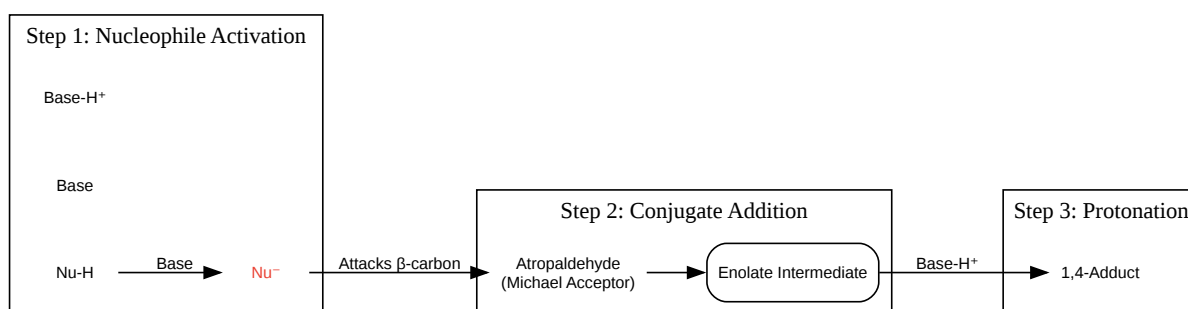 Step 1: Nucleophile Activation
Base-H⁺
Base
Nu-H
Base
Nu⁻
Attacks β-carbon
Step 2: Conjugate Addition
Atropaldehyde
(Michael Acceptor)
Enolate Intermediate
Base-H⁺
Step 3: Protonation
1,4-Adduct